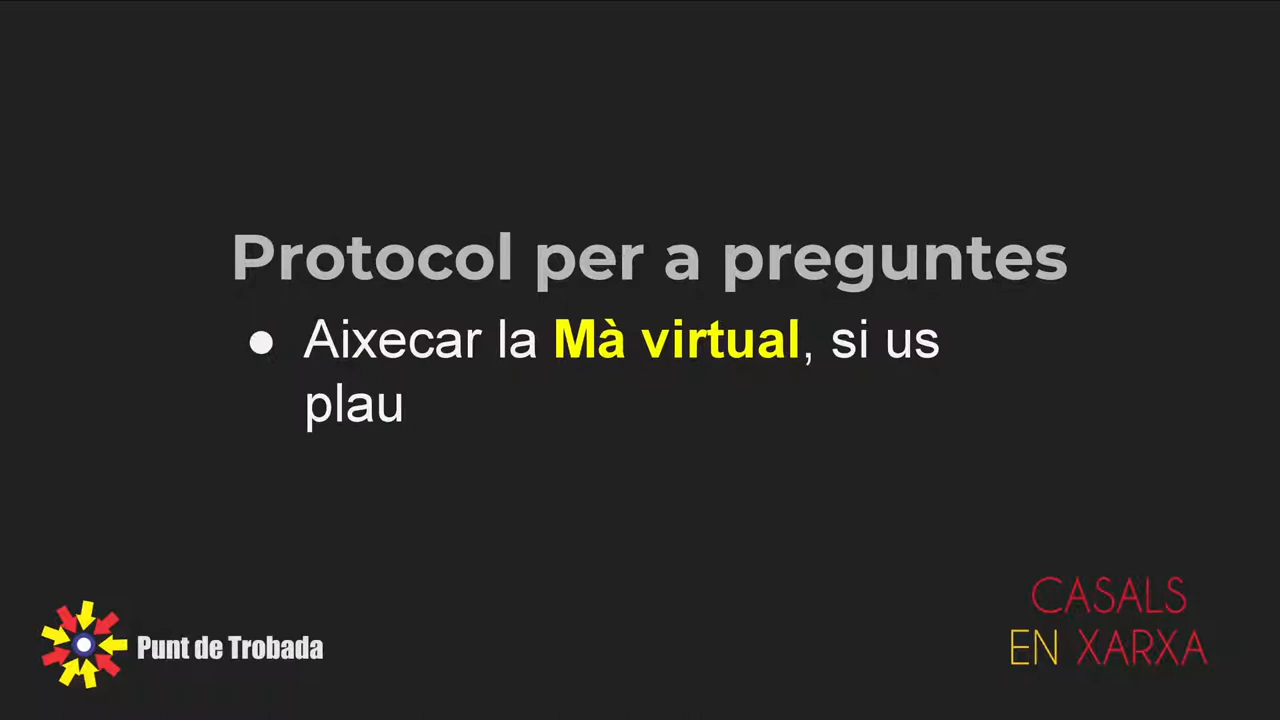 Protocol per a preguntes
● Aixecar la Mà virtual, si us
plau
Punt de Trobada
CASALS
EN XARXA